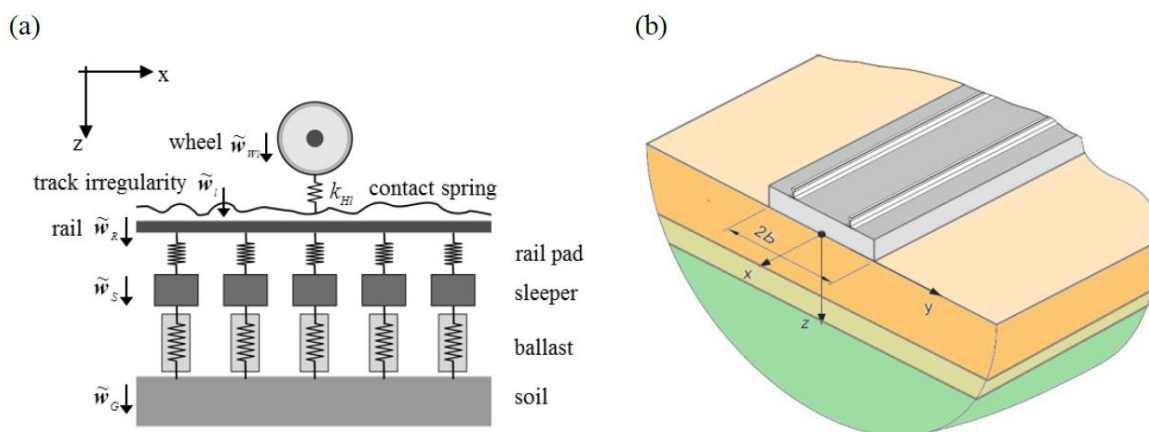 (a)
(b)
x
z
wheel w̃_Wl
track irregularity w̃_l
k_Hl
contact spring
rail w̃_R
rail pad
w̃_S
sleeper
ballast
w̃_G
soil
2b
x
y
z